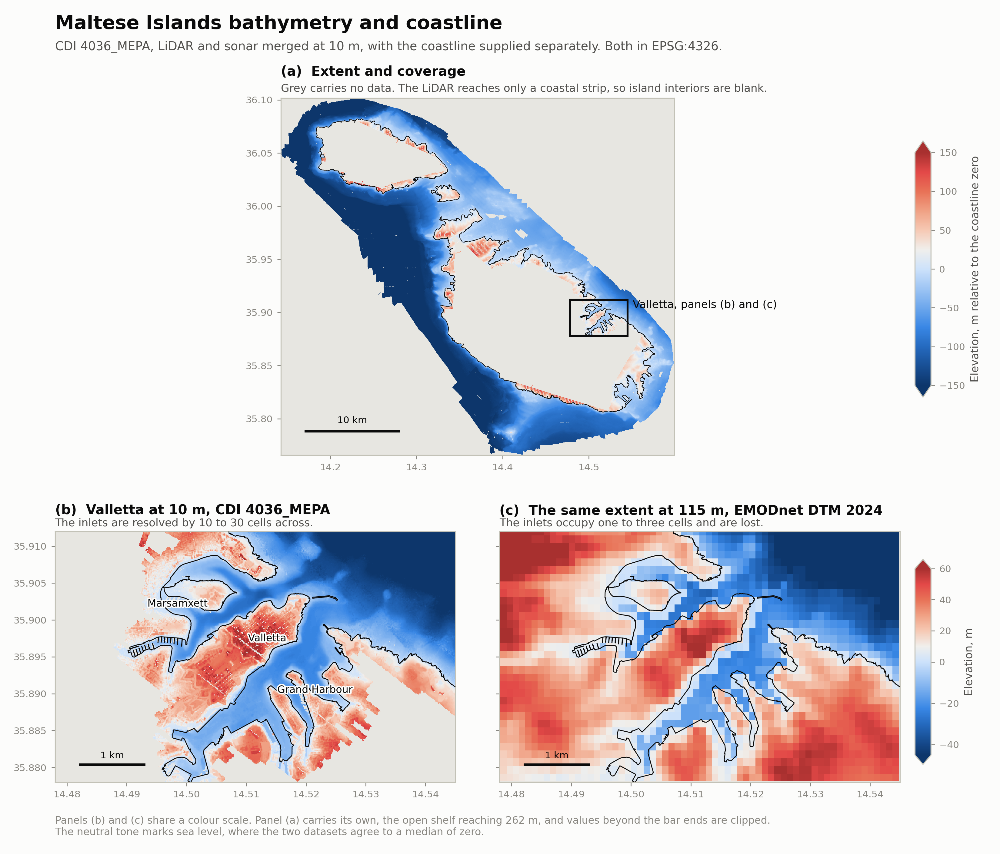 Maltese Islands bathymetry and coastline
CDI 4036_MEPA, LiDAR and sonar merged at 10 m, with the coastline supplied separately. Both in EPSG:4326.
(a) Extent and coverage
Grey carries no data. The LiDAR reaches only a coastal strip, so island interiors are blank.
36.10
36.05
36.00
35.95
35.90
35.85
35.80
Valletta, panels (b) and (c)
10 km
14.2 14.3 14.4 14.5
150
100
50
0
−50
−100
−150
Elevation, m relative to the coastline zero
(b) Valletta at 10 m, CDI 4036_MEPA
The inlets are resolved by 10 to 30 cells across.
35.910
35.905
35.900
35.895
35.890
35.885
35.880
Marsamxett
Valletta
Grand Harbour
1 km
14.48 14.49 14.50 14.51 14.52 14.53 14.54
(c) The same extent at 115 m, EMODnet DTM 2024
The inlets occupy one to three cells and are lost.
1 km
14.48 14.49 14.50 14.51 14.52 14.53 14.54
60
40
20
0
−20
−40
Elevation, m
Panels (b) and (c) share a colour scale. Panel (a) carries its own, the open shelf reaching 262 m, and values beyond the bar ends are clipped.
The neutral tone marks sea level, where the two datasets agree to a median of zero.